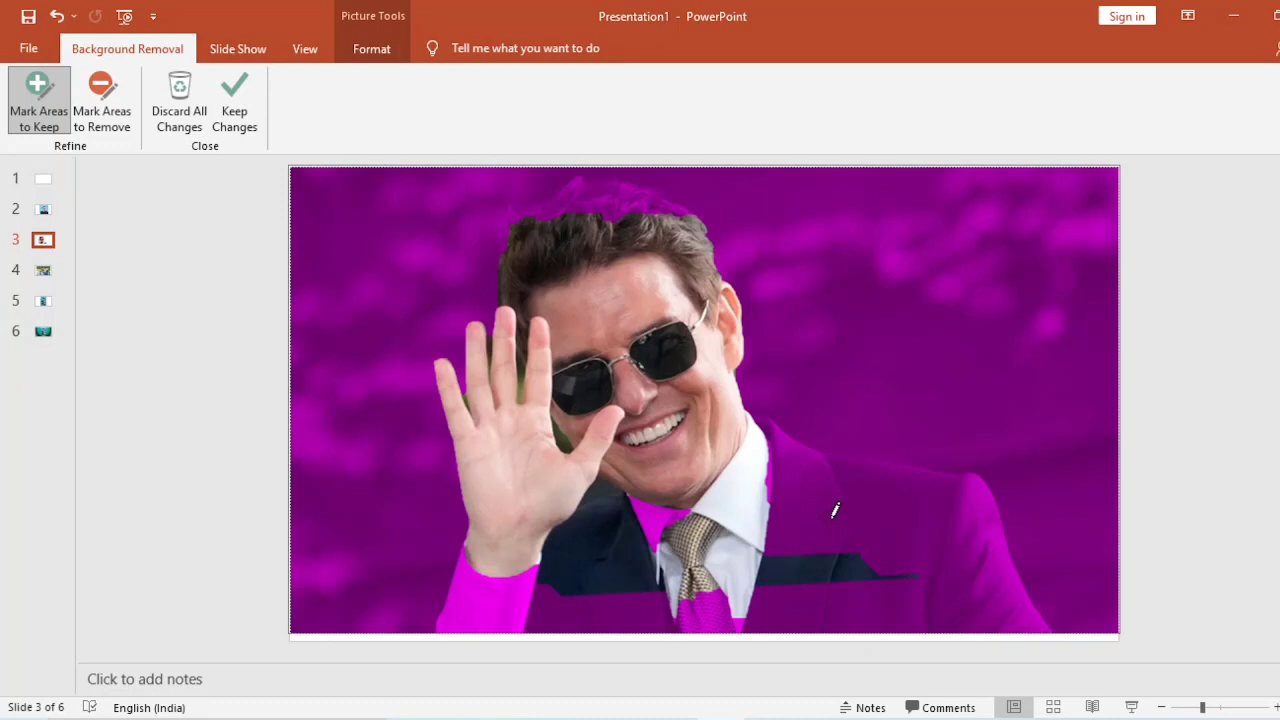 Picture Tools
Presentation1 - PowerPoint
Sign in
File
Background Removal
Slide Show
View
Format
Tell me what you want to do
Mark Areas to Keep
Mark Areas to Remove
Discard All Changes
Keep Changes
Refine
Close
1
2
3
4
5
6
Click to add notes
Slide 3 of 6
English (India)
Notes
Comments